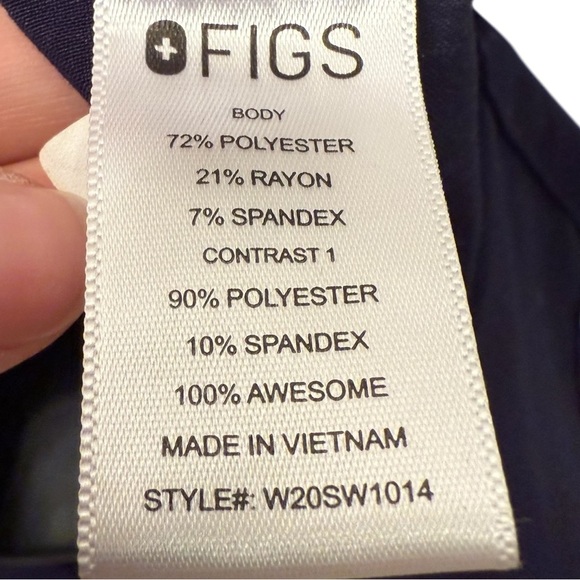 FIGS
BODY
72% POLYESTER
21% RAYON
7% SPANDEX
CONTRAST 1
90% POLYESTER
10% SPANDEX
100% AWESOME
MADE IN VIETNAM
STYLE#: W20SW1014